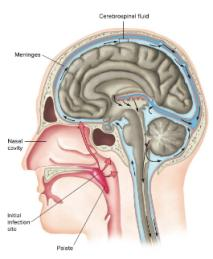 Cerebrospinal fluid
Meninges
Nasal
cavity
Initial
infection
site
Palate